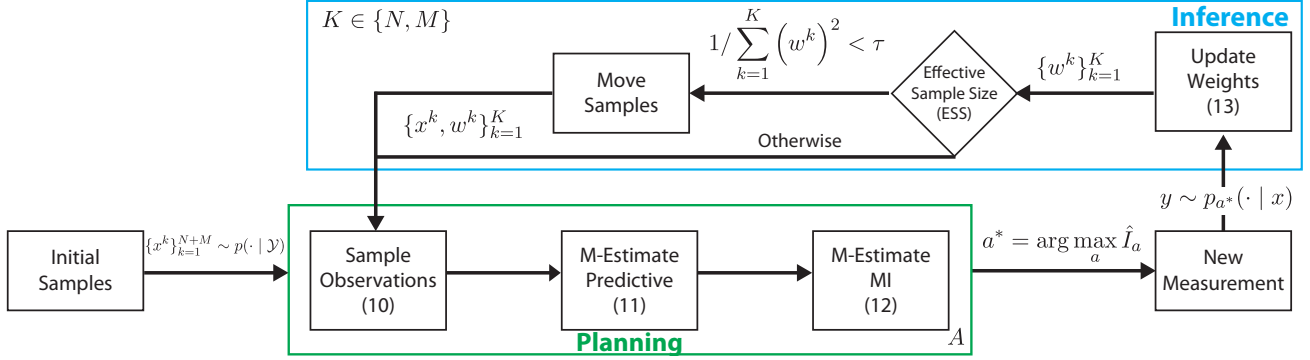 K ∈ {N, M}
Inference
1/ ∑_{k=1}^{K} (w^k)^2 < τ
Move
Samples
Effective
Sample Size
(ESS)
{w^k}_{k=1}^{K}
Update
Weights
(13)
{x^k, w^k}_{k=1}^{K}
Otherwise
y ∼ p_{a*}(· | x)
Initial
Samples
{x^k}_{k=1}^{N+M} ∼ p(· | 𝒴)
Sample
Observations
(10)
M-Estimate
Predictive
(11)
M-Estimate
MI
(12)
A
Planning
a* = arg max_a Î_a
New
Measurement